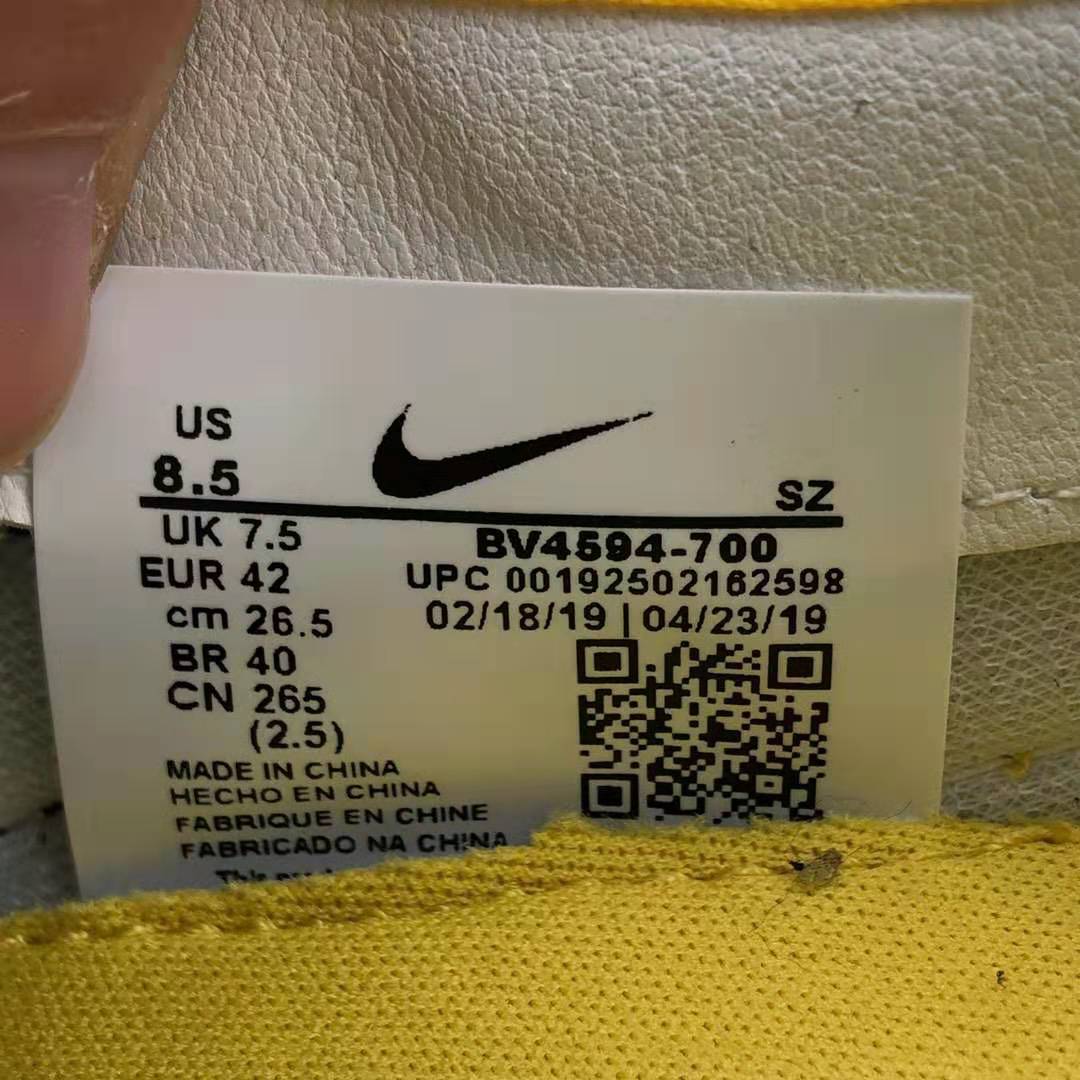 US
8.5
SZ
UK 7.5
BV4594-700
EUR 42
UPC 00192502162598
cm 26.5
02/18/19 | 04/23/19
BR 40
CN 265
(2.5)
MADE IN CHINA
HECHO EN CHINA
FABRIQUE EN CHINE
FABRICADO NA CHINA
This